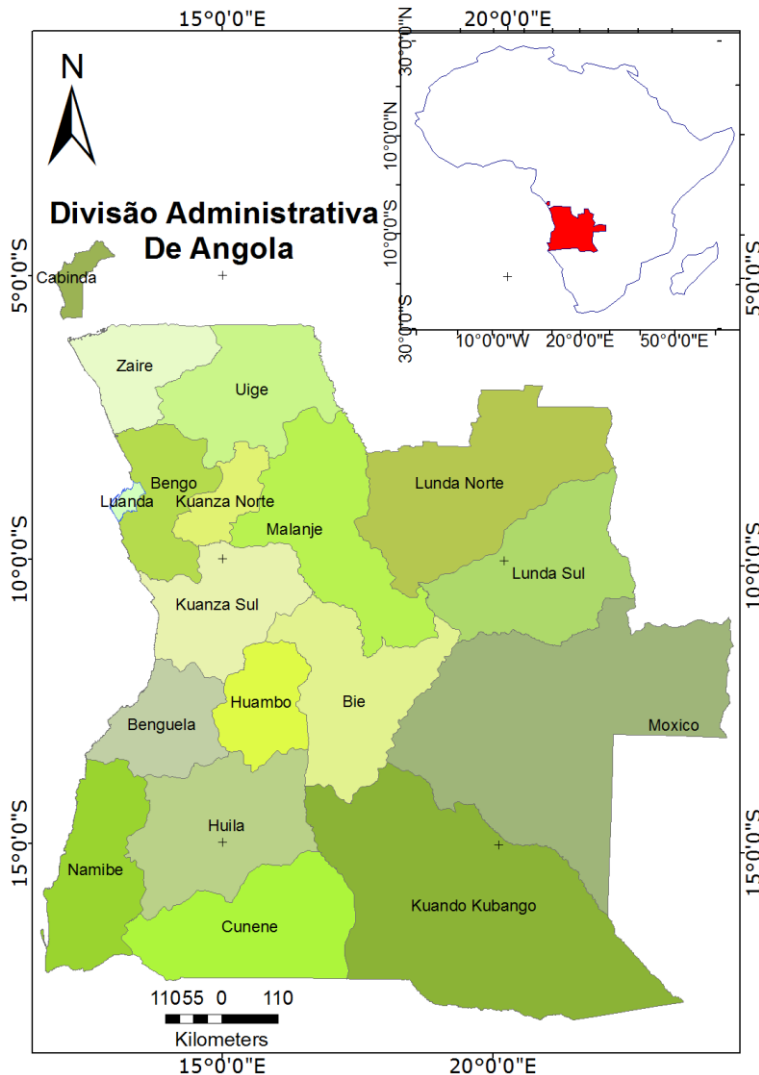 15°0'0"E
20°0'0"E
N
30°0'0"N
10°0'0"N
10°0'0"S
30°0'0"S
10°0'0"W
20°0'0"E
50°0'0"E
Divisão Administrativa
De Angola
5°0'0"S
5°0'0"S
Cabinda
Zaire
Uige
Bengo
Luanda
Kuanza Norte
Malanje
Lunda Norte
Lunda Sul
10°0'0"S
10°0'0"S
Kuanza Sul
Huambo
Bie
Benguela
Moxico
Huila
15°0'0"S
15°0'0"S
Namibe
Kuando Kubango
Cunene
11055 0 110
Kilometers
15°0'0"E
20°0'0"E